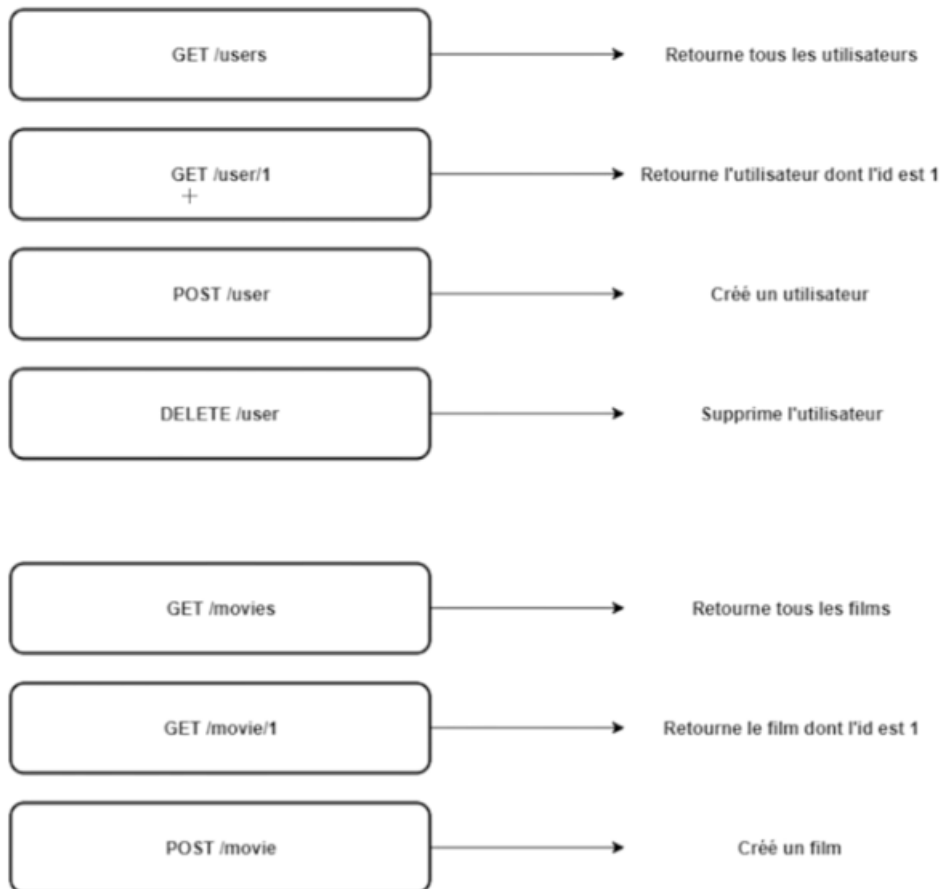 GET /users
Retourne tous les utilisateurs
GET /user/1
Retourne l'utilisateur dont l'id est 1
POST /user
Créé un utilisateur
DELETE /user
Supprime l'utilisateur
GET /movies
Retourne tous les films
GET /movie/1
Retourne le film dont l'id est 1
POST /movie
Créé un film